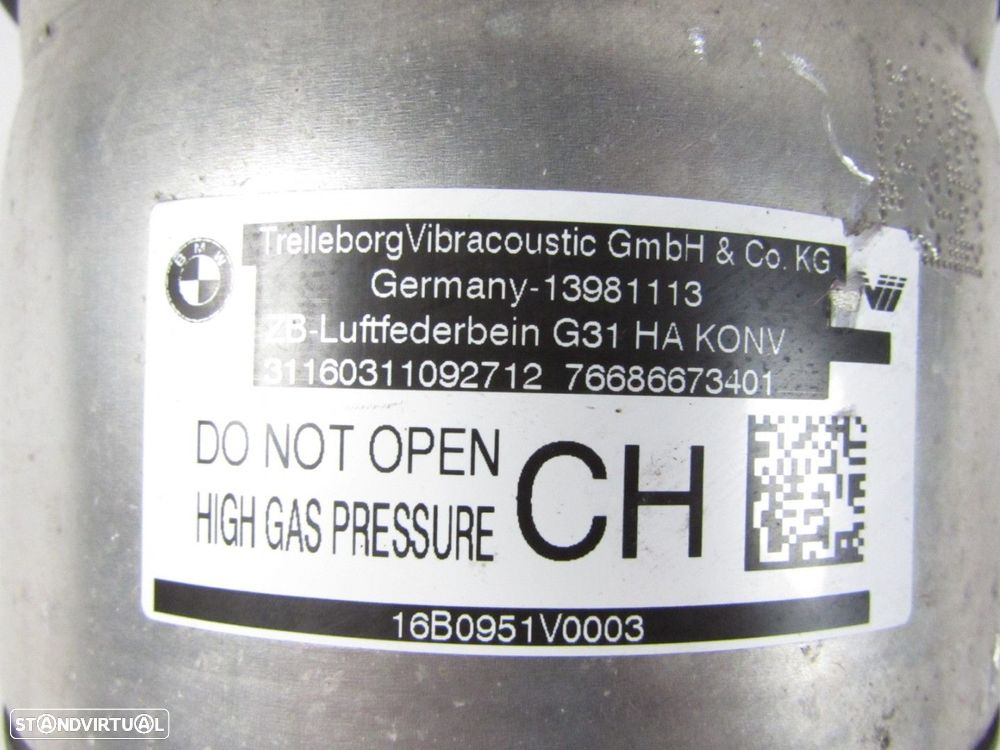 BMW
TrelleborgVibracoustic GmbH & Co. KG
Germany-13981113
ZB-Luftfederbein G31 HA KONV
31160311092712 76686673401
DO NOT OPEN
HIGH GAS PRESSURE
CH
16B0951V0003
STANDVIRTUAL